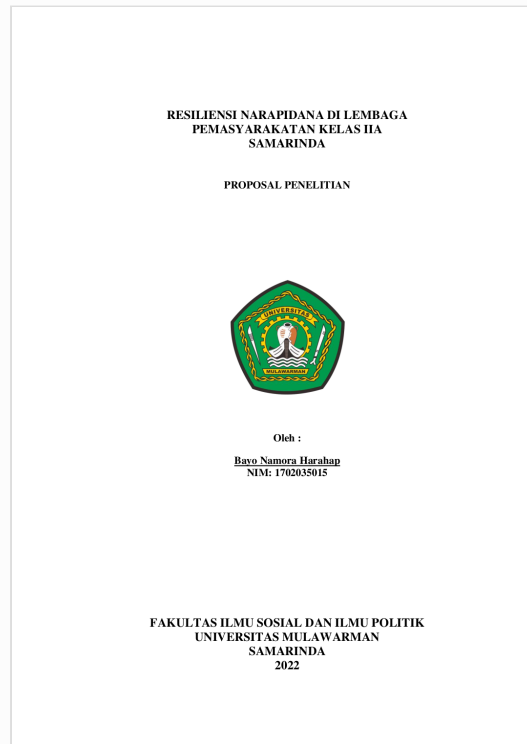 RESILIENSI NARAPIDANA DI LEMBAGA
PEMASYARAKATAN KELAS IIA
SAMARINDA
PROPOSAL PENELITIAN
UNIVERSITAS
MULAWARMAN
Oleh :
Bayo Namora Harahap
NIM: 1702035015
FAKULTAS ILMU SOSIAL DAN ILMU POLITIK
UNIVERSITAS MULAWARMAN
SAMARINDA
2022